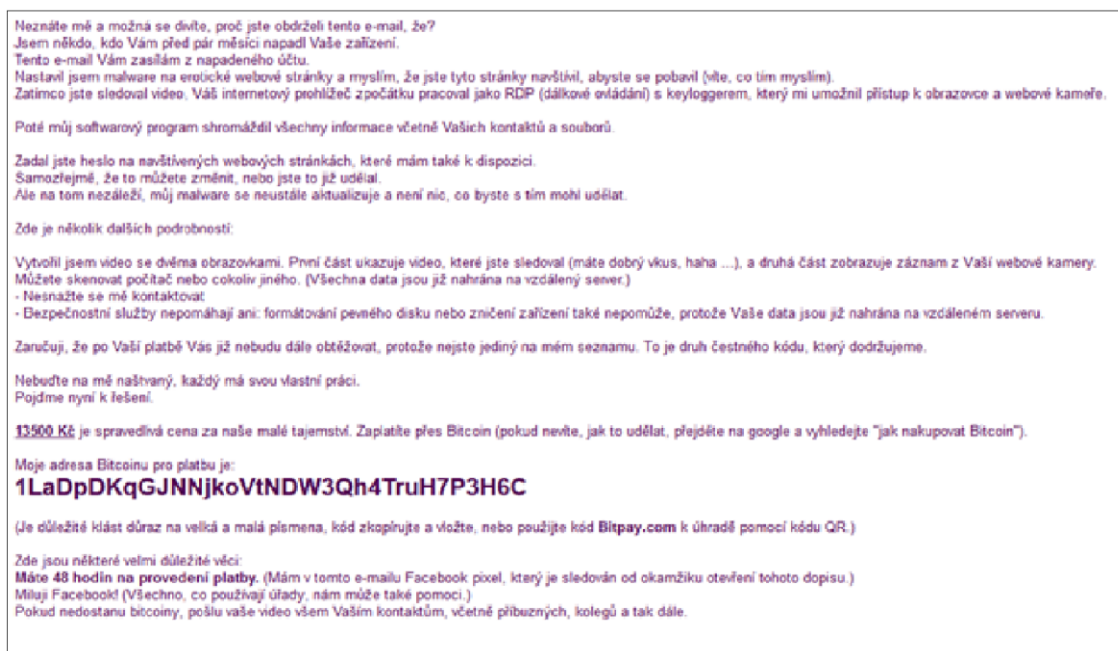 Neznáte mě a možná se divíte, proč jste obdrželi tento e-mail, že?
Jsem někdo, kdo Vám před pár měsíci napadl Vaše zařízení.
Tento e-mail Vám zasílám z napadeného účtu.
Nastavil jsem malware na erotické webové stránky a myslím, že jste tyto stránky navštívil, abyste se pobavil (víte, co tím myslím).
Zatímco jste sledoval video, Váš internetový prohlížeč zpočátku pracoval jako RDP (dálkové ovládání) s keyloggerem, který mi umožnil přístup k obrazovce a webové kameře.
Poté můj softwarový program shromáždil všechny informace včetně Vašich kontaktů a souborů.
Zadal jste heslo na navštívených webových stránkách, které mám také k dispozici.
Samozřejmě, že to můžete změnit, nebo jste to již udělal.
Ale na tom nezáleží, můj malware se neustále aktualizuje a není nic, co byste s tím mohl udělat.
Zde je několik dalších podrobností:
Vytvořil jsem video se dvěma obrazovkami. První část ukazuje video, které jste sledoval (máte dobrý vkus, haha ...), a druhá část zobrazuje záznam z Vaší webové kamery.
Můžete skenovat počítač nebo cokoliv jiného. (Všechna data jsou již nahrána na vzdálený server.)
- Nesnažte se mě kontaktovat
- Bezpečnostní služby nepomáhají ani: formátování pevného disku nebo zničení zařízení také nepomůže, protože Vaše data jsou již nahrána na vzdáleném serveru.
Zaručuji, že po Vaší platbě Vás již nebudu dále obtěžovat, protože nejste jediný na mém seznamu. To je druh čestného kódu, který dodržujeme.
Nebuďte na mě naštvaný, každý má svou vlastní práci.
Pojďme nyní k řešení.
13500 Kč je spravedlivá cena za naše malé tajemství. Zaplatíte přes Bitcoin (pokud nevíte, jak to udělat, přejděte na google a vyhledejte "jak nakupovat Bitcoin").
Moje adresa Bitcoinu pro platbu je:
1LaDpDKqGJNNjkoVtNDW3Qh4TruH7P3H6C
(Je důležité klást důraz na velká a malá písmena, kód zkopírujte a vložte, nebo použijte kód Bitpay.com k úhradě pomocí kódu QR.)
Zde jsou některé velmi důležité věci:
Máte 48 hodin na provedení platby. (Mám v tomto e-mailu Facebook pixel, který je sledován od okamžiku otevření tohoto dopisu.)
Miluji Facebook! (Všechno, co používají úřady, nám může také pomoci.)
Pokud nedostanu bitcoiny, pošlu vaše video všem Vaším kontaktům, včetně příbuzných, kolegů a tak dále.